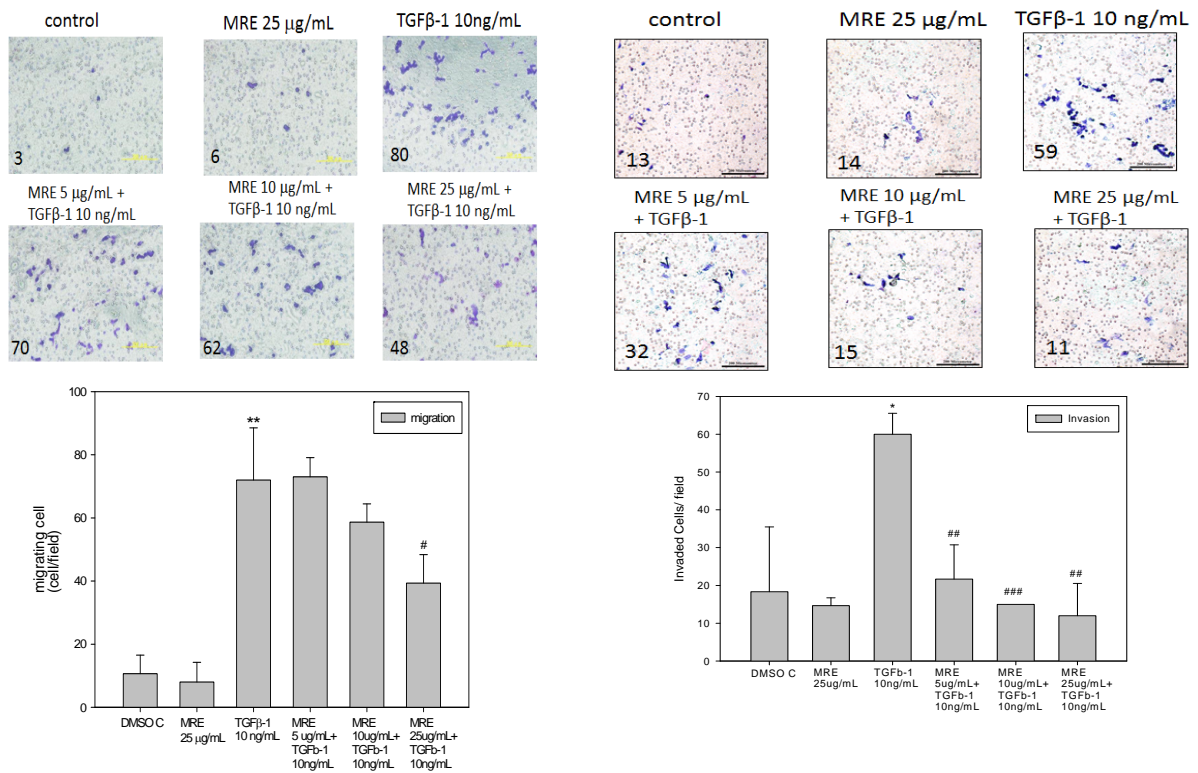 control
MRE 25 µg/mL
TGFβ-1 10ng/mL
3
6
80
MRE 5 µg/mL +
TGFβ-1 10 ng/mL
MRE 10 µg/mL +
TGFβ-1 10 ng/mL
MRE 25 µg/mL +
TGFβ-1 10 ng/mL
70
62
48
control
MRE 25 µg/mL
TGFβ-1 10 ng/mL
13
14
59
MRE 5 µg/mL
+ TGFβ-1
MRE 10 µg/mL
+ TGFβ-1
MRE 25 µg/mL
+ TGFβ-1
32
15
11
migrating cell
(cell/field)
100
80
60
40
20
0
migration
**
#
DMSO C
MRE
25 µg/mL
TGFβ-1
10 ng/mL
MRE
5 ug/mL+
TGFb-1
10ng/mL
MRE
10ug/mL+
TGFb-1
10ng/mL
MRE
25ug/mL+
TGFb-1
10ng/mL
Invaded Cells/ field
70
60
50
40
30
20
10
0
Invasion
*
##
###
##
DMSO C
MRE
25ug/mL
TGFb-1
10ng/mL
MRE
5ug/mL+
TGFb-1
10ng/mL
MRE
10ug/mL+
TGFb-1
10ng/mL
MRE
25ug/mL+
TGFb-1
10ng/mL